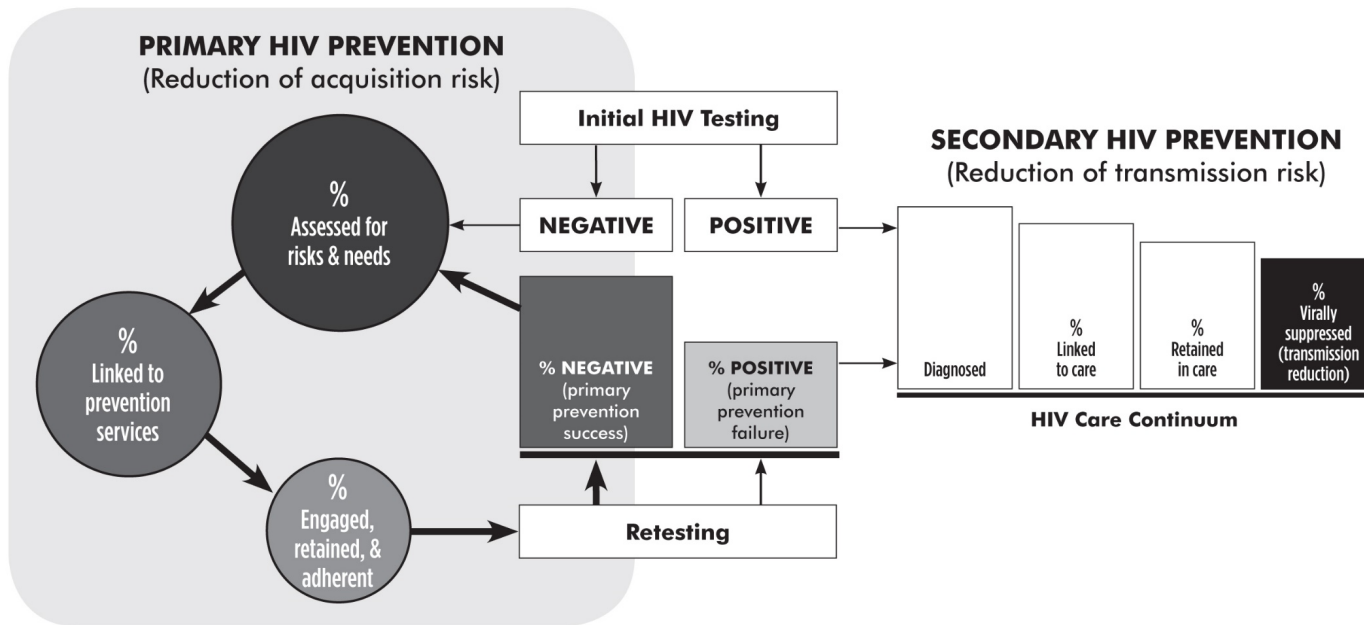 PRIMARY HIV PREVENTION
(Reduction of acquisition risk)
Initial HIV Testing
NEGATIVE
POSITIVE
%
Assessed for
risks & needs
%
Linked to
prevention
services
%
Engaged,
retained, &
adherent
% NEGATIVE
(primary
prevention
success)
% POSITIVE
(primary
prevention
failure)
Retesting
SECONDARY HIV PREVENTION
(Reduction of transmission risk)
Diagnosed
%
Linked
to care
%
Retained
in care
%
Virally
suppressed
(transmission
reduction)
HIV Care Continuum